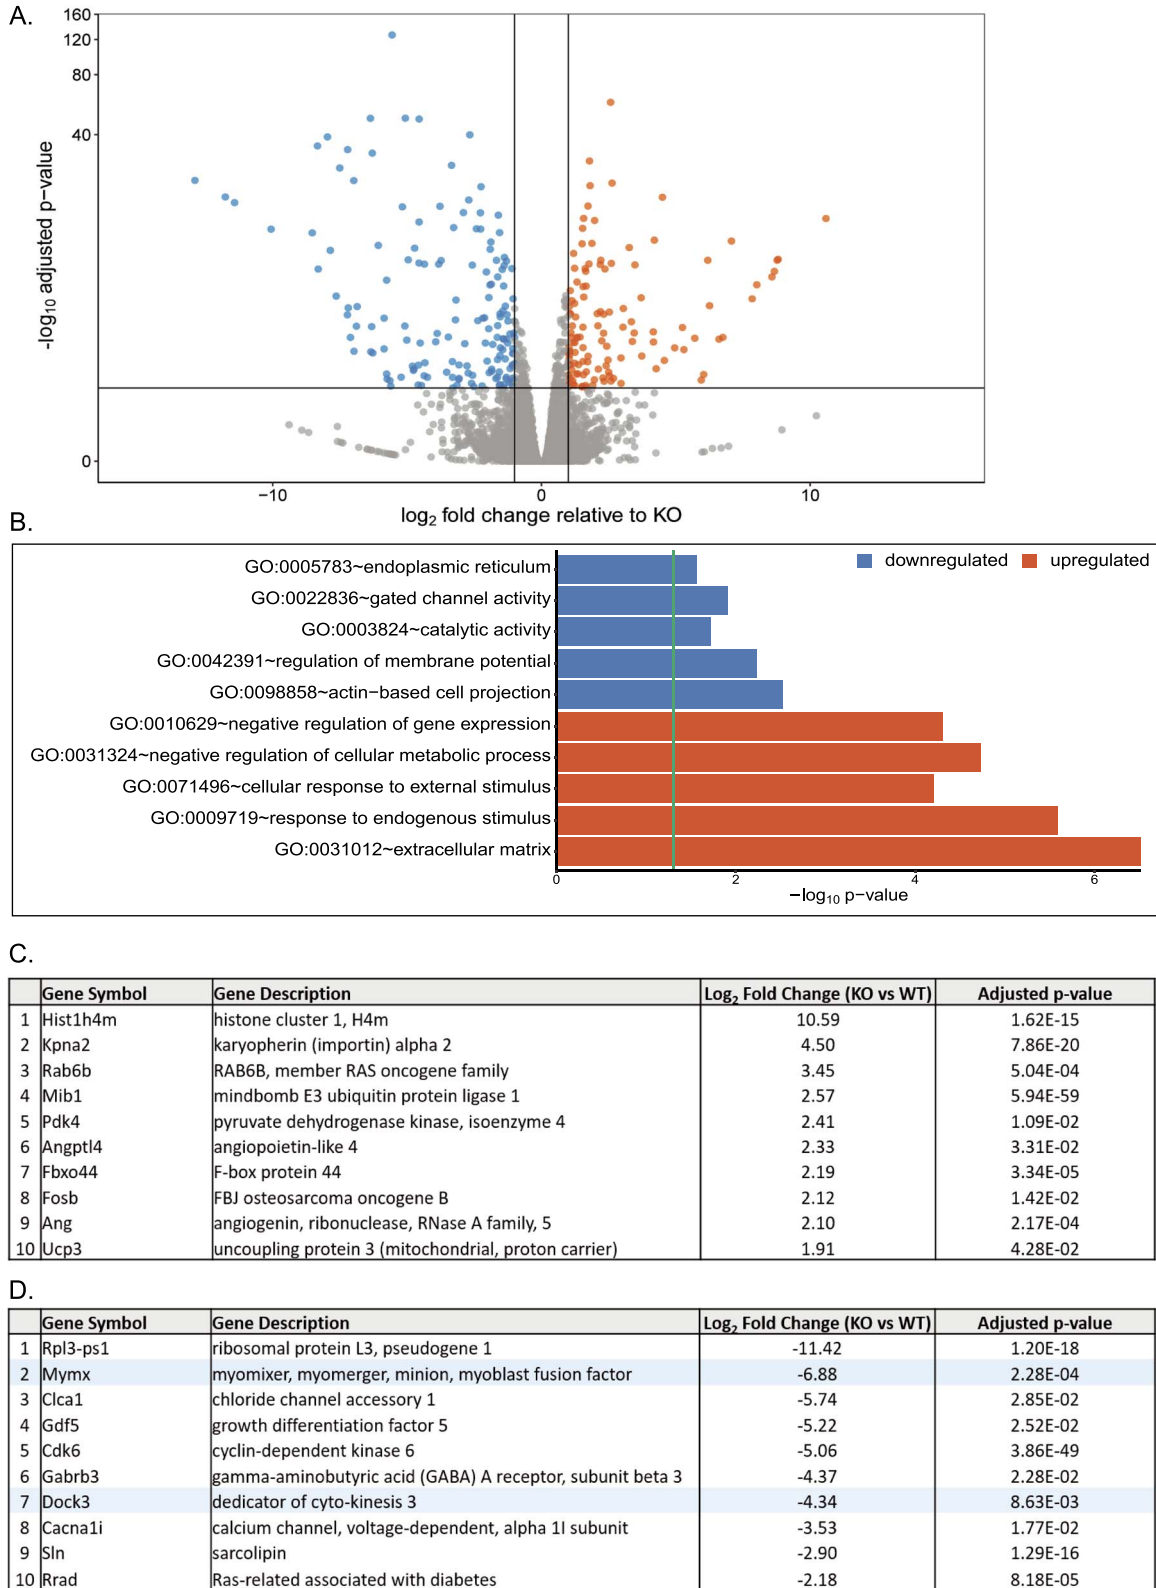 A.
160
120
80
40
0
-log10 adjusted p−value
−10
0
10
log2 fold change relative to KO
B.
downregulated
upregulated
GO:0005783~endoplasmic reticulum
GO:0022836~gated channel activity
GO:0003824~catalytic activity
GO:0042391~regulation of membrane potential
GO:0098858~actin−based cell projection
GO:0010629~negative regulation of gene expression
GO:0031324~negative regulation of cellular metabolic process
GO:0071496~cellular response to external stimulus
GO:0009719~response to endogenous stimulus
GO:0031012~extracellular matrix
0 2 4 6
−log10 p−value
C.
Gene Symbol Gene Description Log2 Fold Change (KO vs WT) Adjusted p-value
1 Hist1h4m histone cluster 1, H4m 10.59 1.62E-15
2 Kpna2 karyopherin (importin) alpha 2 4.50 7.86E-20
3 Rab6b RAB6B, member RAS oncogene family 3.45 5.04E-04
4 Mib1 mindbomb E3 ubiquitin protein ligase 1 2.57 5.94E-59
5 Pdk4 pyruvate dehydrogenase kinase, isoenzyme 4 2.41 1.09E-02
6 Angptl4 angiopoietin-like 4 2.33 3.31E-02
7 Fbxo44 F-box protein 44 2.19 3.34E-05
8 Fosb FBJ osteosarcoma oncogene B 2.12 1.42E-02
9 Ang angiogenin, ribonuclease, RNase A family, 5 2.10 2.17E-04
10 Ucp3 uncoupling protein 3 (mitochondrial, proton carrier) 1.91 4.28E-02
D.
Gene Symbol Gene Description Log2 Fold Change (KO vs WT) Adjusted p-value
1 Rpl3-ps1 ribosomal protein L3, pseudogene 1 -11.42 1.20E-18
2 Mymx myomixer, myomerger, minion, myoblast fusion factor -6.88 2.28E-04
3 Clca1 chloride channel accessory 1 -5.74 2.85E-02
4 Gdf5 growth differentiation factor 5 -5.22 2.52E-02
5 Cdk6 cyclin-dependent kinase 6 -5.06 3.86E-49
6 Gabrb3 gamma-aminobutyric acid (GABA) A receptor, subunit beta 3 -4.37 2.28E-02
7 Dock3 dedicator of cyto-kinesis 3 -4.34 8.63E-03
8 Cacna1i calcium channel, voltage-dependent, alpha 1I subunit -3.53 1.77E-02
9 Sln sarcolipin -2.90 1.29E-16
10 Rrad Ras-related associated with diabetes -2.18 8.18E-05